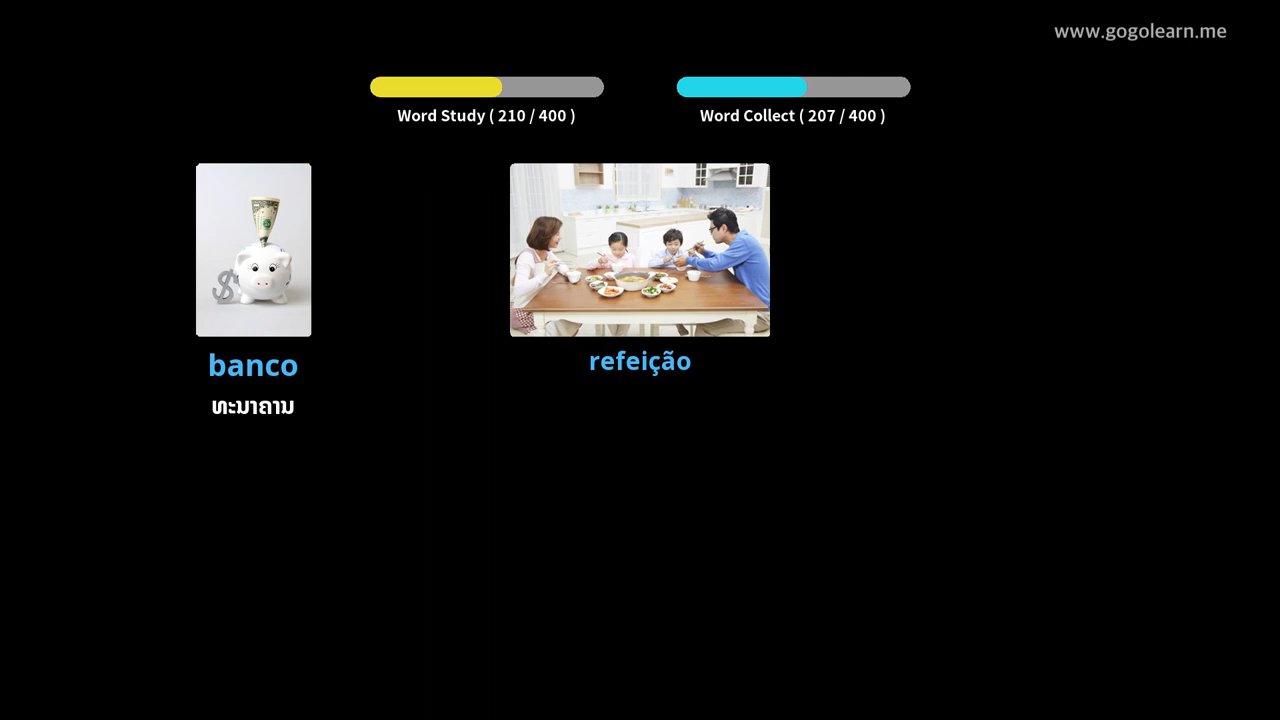 www.gogolearn.me
Word Study ( 210 / 400 )
Word Collect ( 207 / 400 )
banco
ທະນາຄານ
refeição